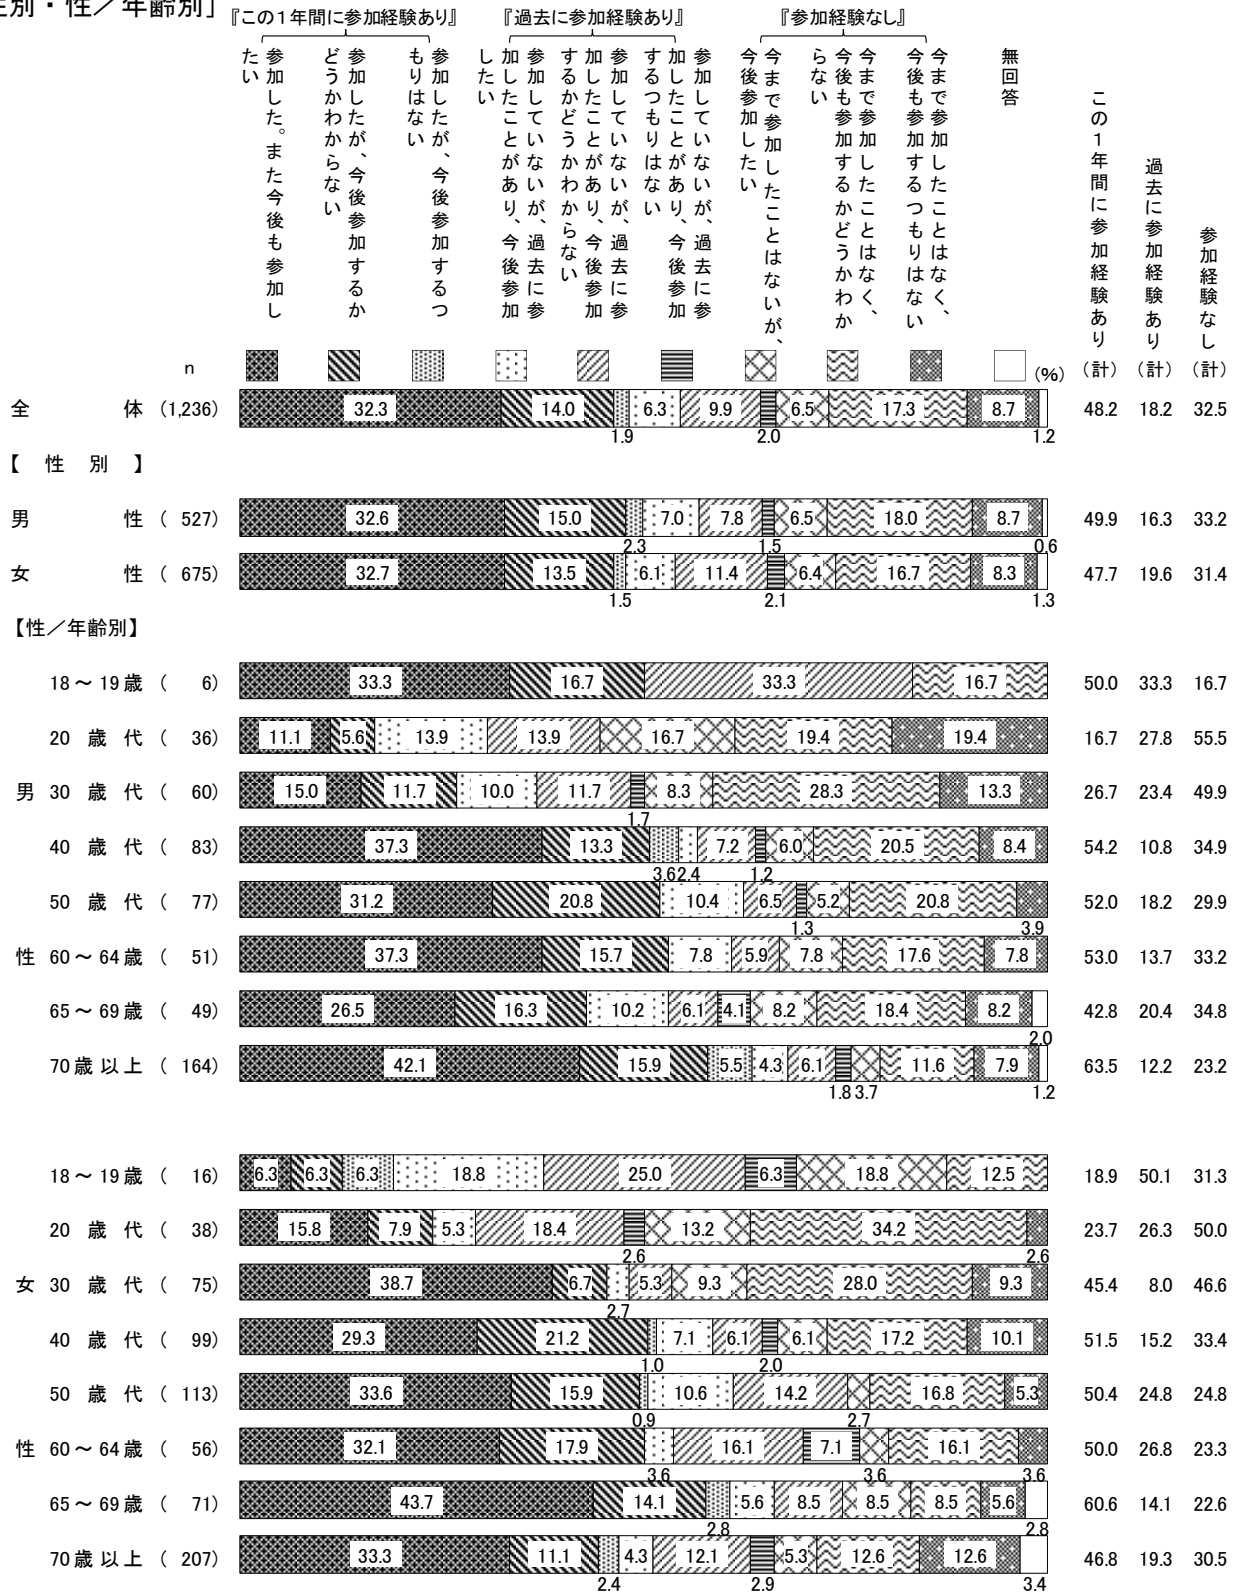 生別・性／年齢別］
『この１年間に参加経験あり』 『過去に参加経験あり』 『参加経験なし』
参加した。また今後も参加し
たい
参加したが、今後参加するか
どうかわからない
参加したが、今後参加するつ
もりはない
参加していないが、過去に参
加したことがあり、今後参加
したい
参加していないが、過去に参
加したことがあり、今後参加
するかどうかわからない
参加していないが、過去に参
加したことがあり、今後参加
するつもりはない
今まで参加したことはないが、
今後参加したい
今まで参加したことはなく、
今後も参加するかどうかわか
らない
今まで参加したことはなく、
今後も参加するつもりはない
無回答
この１年間に参加経験あり
過去に参加経験あり
参加経験なし
n (%) （計） （計） （計）
全体 (1,236) 32.3 14.0 6.3 9.9 6.5 17.3 8.7 48.2 18.2 32.5
1.9 2.0 1.2
【 性 別 】
男性 ( 527) 32.6 15.0 7.0 7.8 6.5 18.0 8.7 49.9 16.3 33.2
2.3 1.5 0.6
女性 ( 675) 32.7 13.5 6.1 11.4 6.4 16.7 8.3 47.7 19.6 31.4
1.5 2.1 1.3
【性／年齢別】
18～19歳 ( 6) 33.3 16.7 33.3 16.7 50.0 33.3 16.7
20歳代 ( 36) 11.1 5.6 13.9 13.9 16.7 19.4 19.4 16.7 27.8 55.5
男 30歳代 ( 60) 15.0 11.7 10.0 11.7 8.3 28.3 13.3 26.7 23.4 49.9
1.7
40歳代 ( 83) 37.3 13.3 7.2 6.0 20.5 8.4 54.2 10.8 34.9
3.6 2.4 1.2
50歳代 ( 77) 31.2 20.8 10.4 6.5 5.2 20.8 52.0 18.2 29.9
1.3 3.9
性 60～64歳 ( 51) 37.3 15.7 7.8 5.9 7.8 17.6 7.8 53.0 13.7 33.2
65～69歳 ( 49) 26.5 16.3 10.2 6.1 4.1 8.2 18.4 8.2 42.8 20.4 34.8
2.0
70歳以上 ( 164) 42.1 15.9 5.5 4.3 6.1 11.6 7.9 63.5 12.2 23.2
1.8 3.7 1.2
18～19歳 ( 16) 6.3 6.3 6.3 18.8 25.0 6.3 18.8 12.5 18.9 50.1 31.3
20歳代 ( 38) 15.8 7.9 5.3 18.4 13.2 34.2 23.7 26.3 50.0
2.6 2.6
女 30歳代 ( 75) 38.7 6.7 5.3 9.3 28.0 9.3 45.4 8.0 46.6
2.7
40歳代 ( 99) 29.3 21.2 7.1 6.1 6.1 17.2 10.1 51.5 15.2 33.4
1.0 2.0
50歳代 ( 113) 33.6 15.9 10.6 14.2 16.8 5.3 50.4 24.8 24.8
0.9 2.7
性 60～64歳 ( 56) 32.1 17.9 16.1 7.1 16.1 50.0 26.8 23.3
3.6 3.6 3.6
65～69歳 ( 71) 43.7 14.1 5.6 8.5 8.5 8.5 5.6 60.6 14.1 22.6
2.8 2.8
70歳以上 ( 207) 33.3 11.1 4.3 12.1 5.3 12.6 12.6 46.8 19.3 30.5
2.4 2.9 3.4